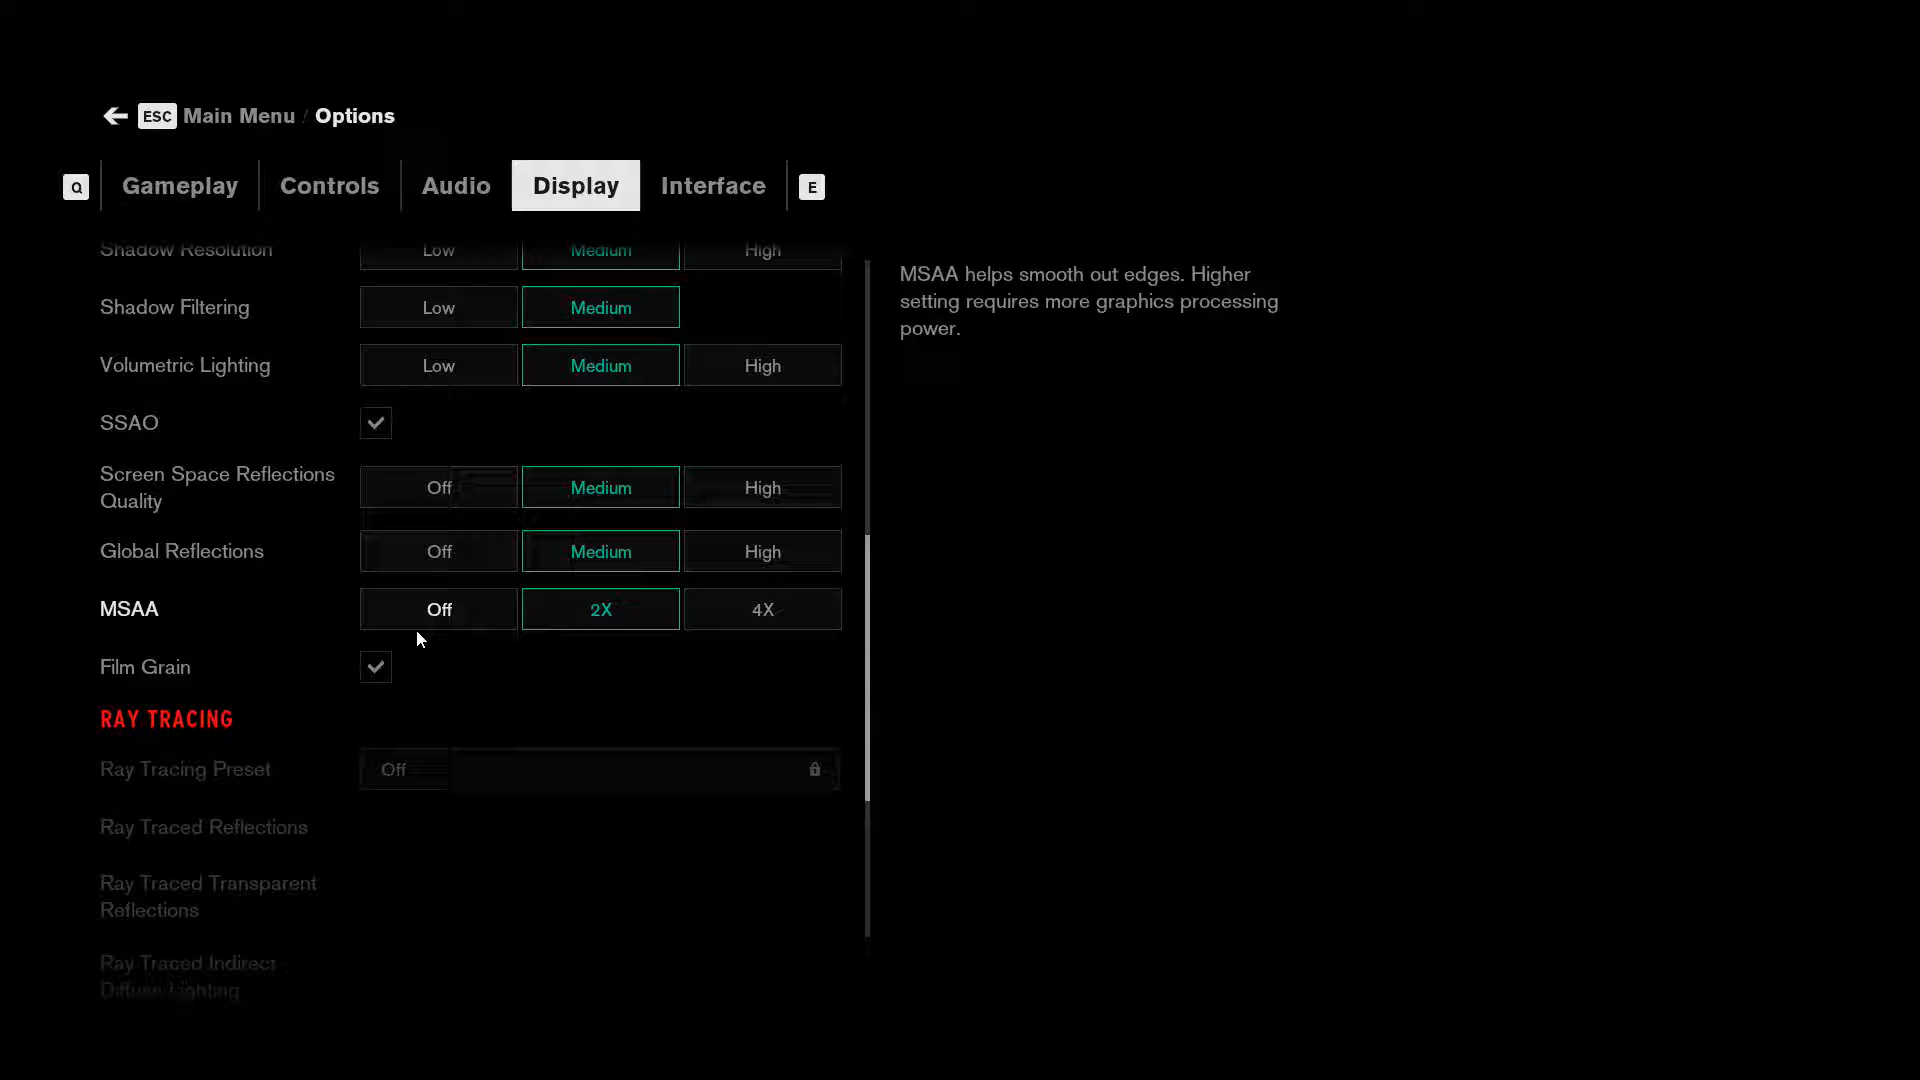 ESC Main Menu / Options
Q Gameplay Controls Audio Display Interface E
Shadow Resolution Low Medium High
MSAA helps smooth out edges. Higher
setting requires more graphics processing
power.
Shadow Filtering Low Medium
Volumetric Lighting Low Medium High
SSAO
Screen Space Reflections
Quality Off Medium High
Global Reflections Off Medium High
MSAA Off 2X 4X
Film Grain
RAY TRACING
Ray Tracing Preset Off
Ray Traced Reflections
Ray Traced Transparent
Reflections
Ray Traced Indirect
Diffuse Lighting